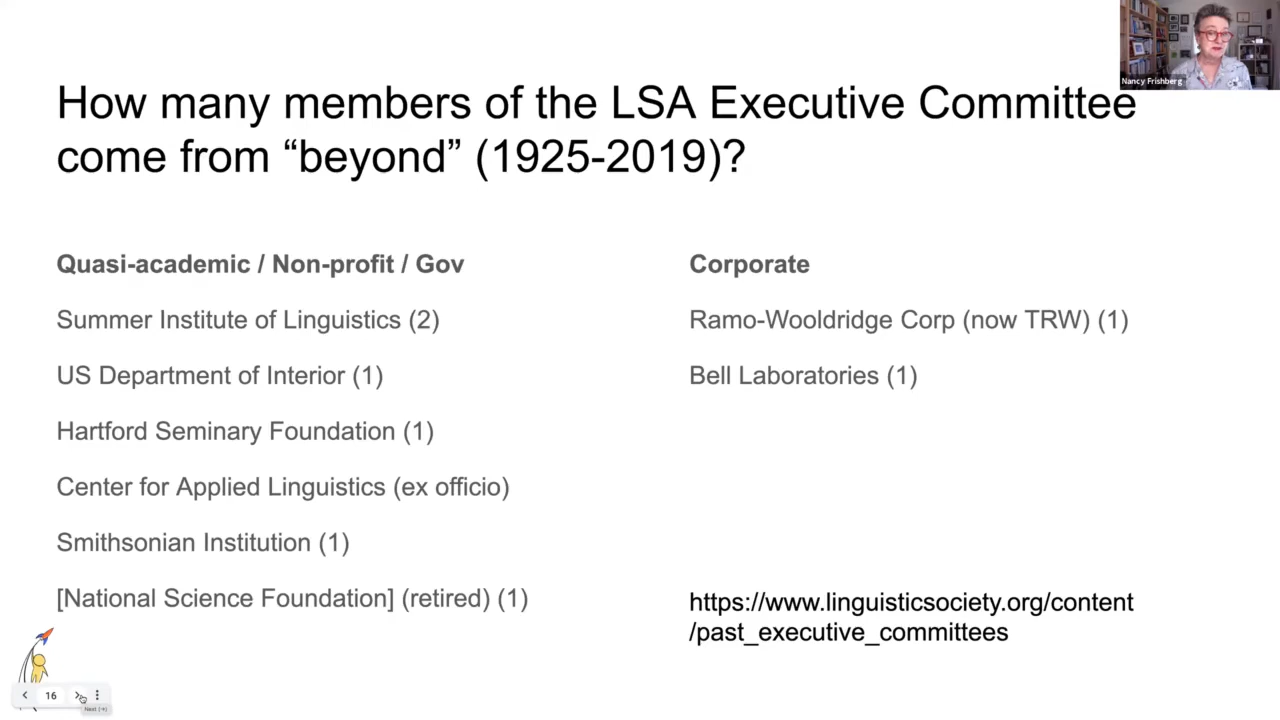 Nancy Frishberg
How many members of the LSA Executive Committee
come from “beyond” (1925-2019)?
Quasi-academic / Non-profit / Gov
Summer Institute of Linguistics (2)
US Department of Interior (1)
Hartford Seminary Foundation (1)
Center for Applied Linguistics (ex officio)
Smithsonian Institution (1)
[National Science Foundation] (retired) (1)
Corporate
Ramo-Wooldridge Corp (now TRW) (1)
Bell Laboratories (1)
https://www.linguisticsociety.org/content
/past_executive_committees
16
Next (→)